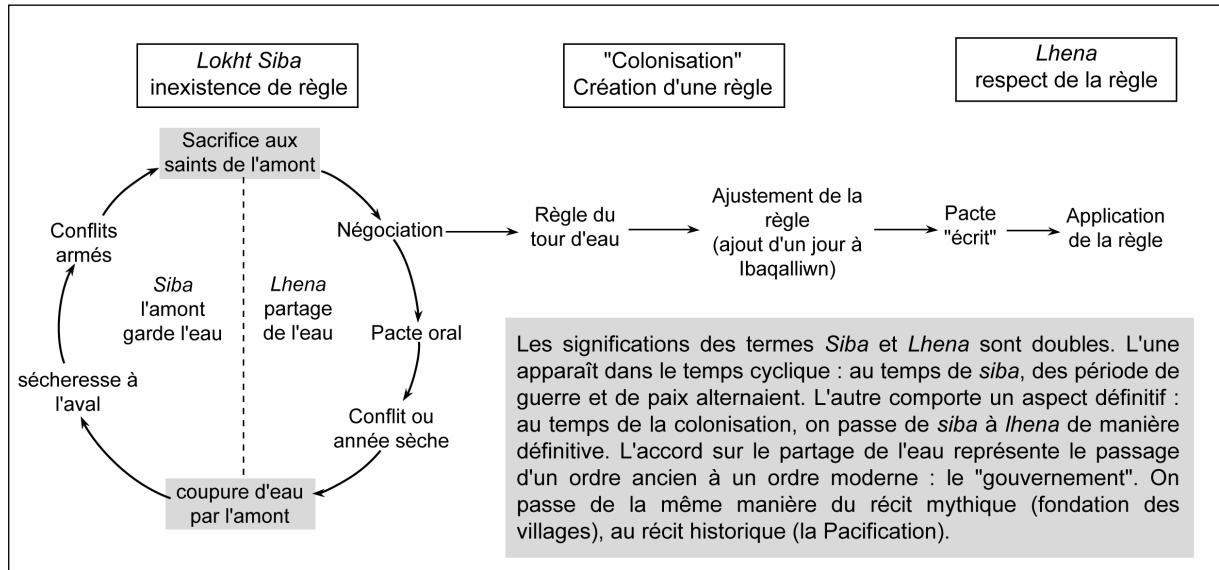 Lokht Siba
inexistence de règle
"Colonisation"
Création d'une règle
Lhena
respect de la règle
Sacrifice aux
saints de l'amont
Négociation
Pacte oral
Conflit ou
année sèche
coupure d'eau
par l'amont
sécheresse à
l'aval
Conflits
armés
Siba
l'amont
garde l'eau
Lhena
partage
de l'eau
Règle du
tour d'eau
Ajustement de la
règle
(ajout d'un jour à
Ibaqalliwn)
Pacte
"écrit"
Application
de la règle
Les significations des termes Siba et Lhena sont doubles. L'une
apparaît dans le temps cyclique : au temps de siba, des période de
guerre et de paix alternaient. L'autre comporte un aspect définitif :
au temps de la colonisation, on passe de siba à lhena de manière
définitive. L'accord sur le partage de l'eau représente le passage
d'un ordre ancien à un ordre moderne : le "gouvernement". On
passe de la même manière du récit mythique (fondation des
villages), au récit historique (la Pacification).